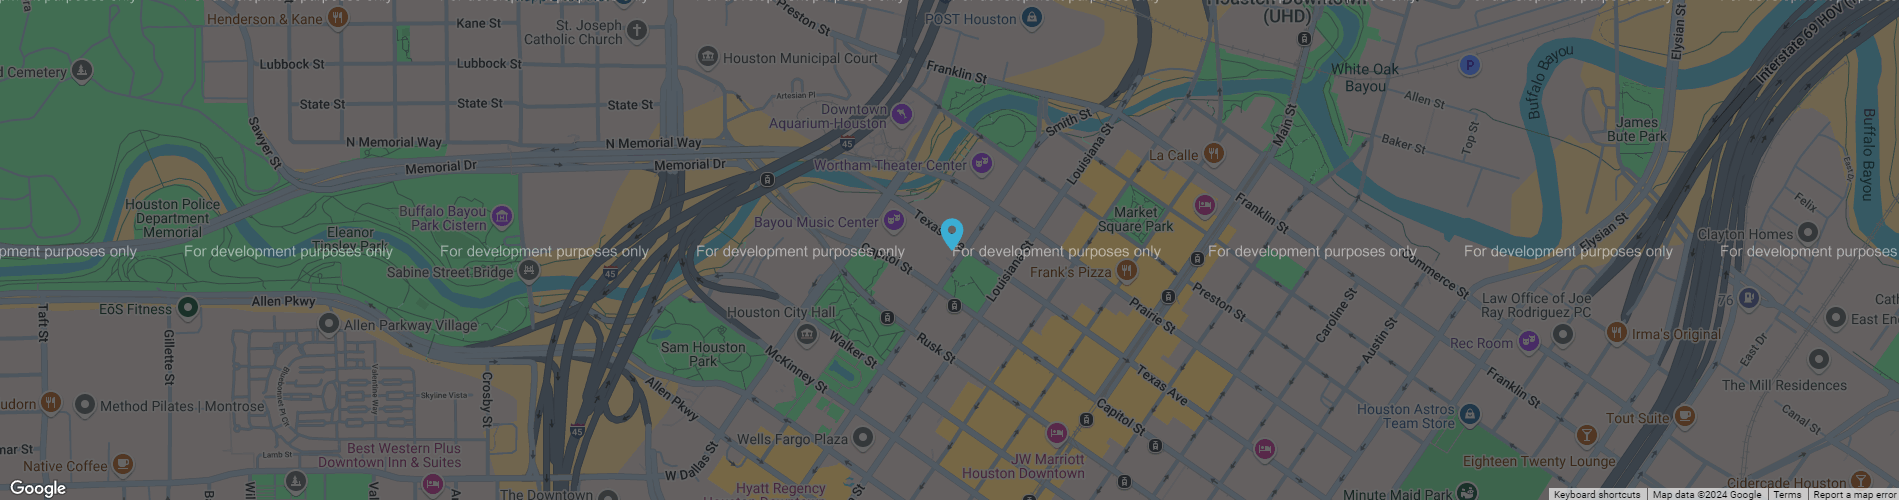 Henderson & Kane
Kane St
St. Joseph
Catholic Church
Preston St
POST Houston
(UHD)
Elysian St
Interstate 69 HOV
Cemetery
Lubbock St
Lubbock St
Houston Municipal Court
Franklin St
White Oak
Bayou
Buffalo Bayou
State St
State St
State St
Artesian Pl
Downtown
Aquarium-Houston
Smith St
Main St
Allen St
James
Bute Park
Buffalo Bayou
Sawyer St
N Memorial Way
N Memorial Way
45
Louisiana St
Baker St
Top St
Memorial Dr
Memorial Dr
Wortham Theater Center
La Calle
Houston Police
Department
Memorial
Buffalo Bayou
Park Cistern
Bayou Music Center
Market
Square Park
Franklin St
Felix
Eleanor
Tinsley Park
Capitol St
Elysian St
Clayton Homes
opment purposes only
For development purposes only
For development purposes only
For development purposes only
For development purposes only
For development purposes only
For development purposes only
For development purposes
Sabine Street Bridge
45
Louisiana St
Frank's Pizza
Commerce St
Preston St
Taft St
EōS Fitness
Allen Pkwy
Allen Parkway Village
Gillette St
Houston City Hall
Prairie St
Caroline St
Austin St
Law Office of Joe
Ray Rodriguez PC
Irma's Original
Rec Room
East Dr
Sam Houston
Park
McKinney St
Walker St
Rusk St
Texas Ave
Franklin St
The Mill Residences
Method Pilates | Montrose
Valentine Way
Skyline Vista
Crosby St
Allen Pkwy
Capitol St
Houston Astros
Team Store
Tout Suite
Canal St
45
Best Western Plus
Downtown Inn & Suites
Lamb St
Wells Fargo Plaza
W Dallas St
JW Marriott
Houston Downtown
Eighteen Twenty Lounge
Native Coffee
Hyatt Regency
The Downtown
Cidercade Houston
Minute Maid Park
Google
Keyboard shortcuts
Map data ©2024 Google
Terms
Report a map error